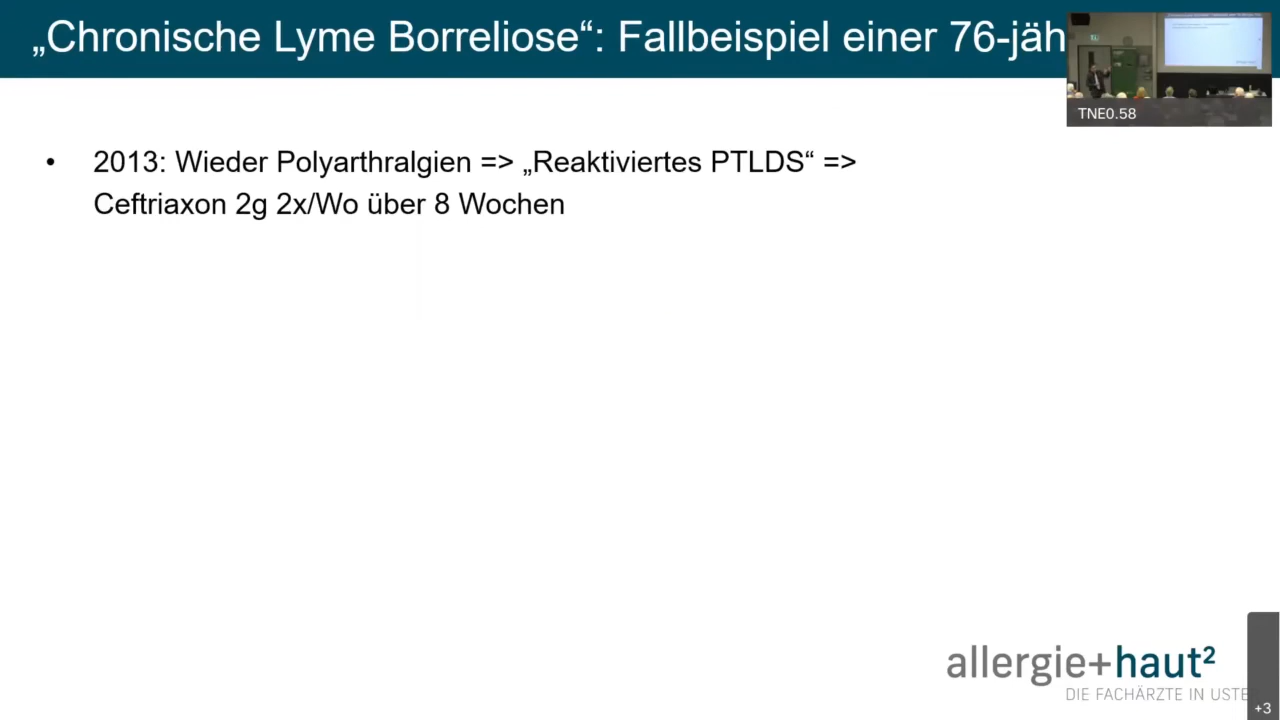 „Chronische Lyme Borreliose“: Fallbeispiel einer 76-jäh
TNE0.58
• 2013: Wieder Polyarthralgien => „Reaktiviertes PTLDS“ =>
Ceftriaxon 2g 2x/Wo über 8 Wochen
allergie+haut²
DIE FACHÄRZTE IN USTE
+3